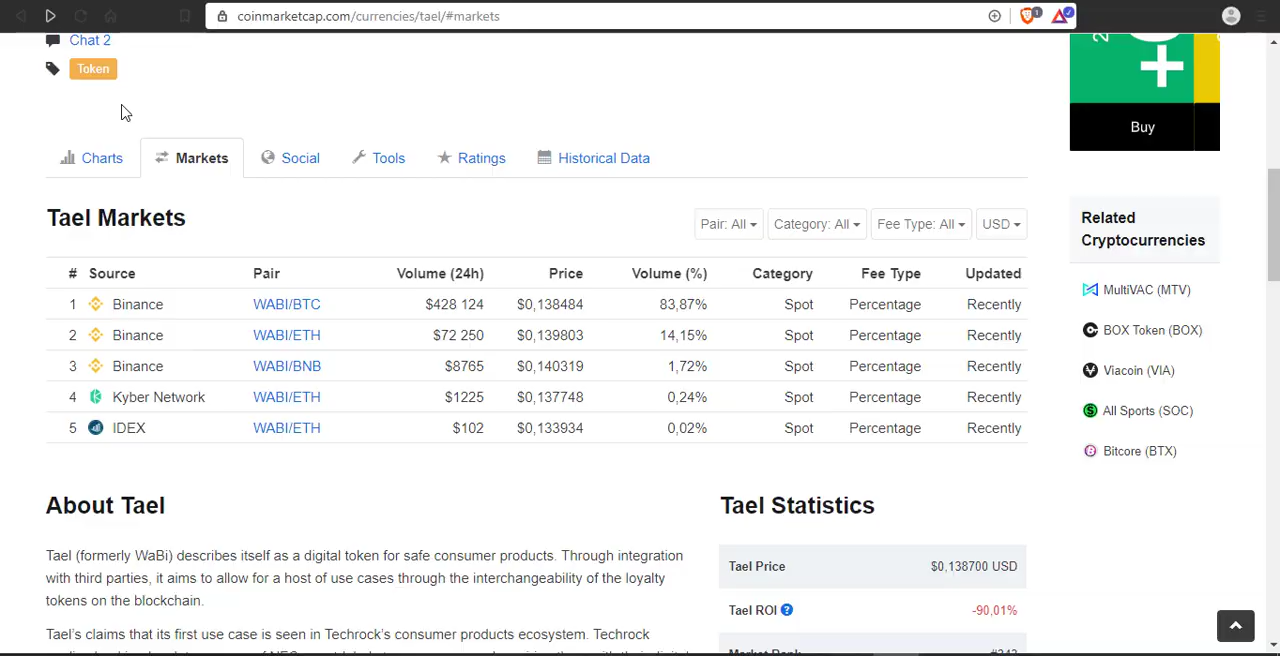 coinmarketcap.com/currencies/tael/#markets
1
Chat 2
Token
2
Buy
Charts
Markets
Social
Tools
Ratings
Historical Data
Tael Markets
Pair: All
Category: All
Fee Type: All
USD
# Source Pair Volume (24h) Price Volume (%) Category Fee Type Updated
1 Binance WABI/BTC $428 124 $0,138484 83,87% Spot Percentage Recently
2 Binance WABI/ETH $72 250 $0,139803 14,15% Spot Percentage Recently
3 Binance WABI/BNB $8765 $0,140319 1,72% Spot Percentage Recently
4 Kyber Network WABI/ETH $1225 $0,137748 0,24% Spot Percentage Recently
5 IDEX WABI/ETH $102 $0,133934 0,02% Spot Percentage Recently
Related
Cryptocurrencies
MultiVAC (MTV)
BOX Token (BOX)
Viacoin (VIA)
All Sports (SOC)
Bitcore (BTX)
About Tael
Tael (formerly WaBi) describes itself as a digital token for safe consumer products. Through integration
with third parties, it aims to allow for a host of use cases through the interchangeability of the loyalty
tokens on the blockchain.
Tael's claims that its first use case is seen in Techrock's consumer products ecosystem. Techrock
Tael Statistics
Tael Price $0,138700 USD
Tael ROI ? -90,01%
Market Rank #243